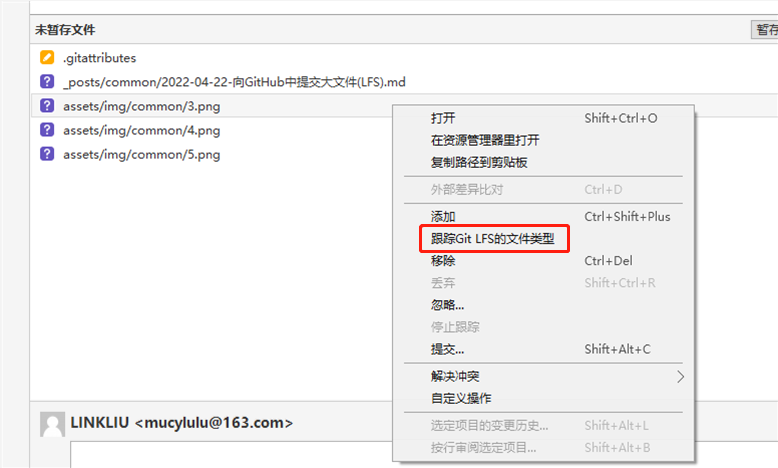 未暂存文件
暂存
.gitattributes
_posts/common/2022-04-22-向GitHub中提交大文件(LFS).md
assets/img/common/3.png
assets/img/common/4.png
assets/img/common/5.png
打开 Shift+Ctrl+O
在资源管理器里打开
复制路径到剪贴板
外部差异比对 Ctrl+D
添加 Ctrl+Shift+Plus
跟踪Git LFS的文件类型
移除 Ctrl+Del
丢弃 Shift+Ctrl+R
忽略...
停止跟踪
提交... Shift+Alt+C
解决冲突
自定义操作
选定项目的变更历史... Shift+Alt+L
按行审阅选定项目... Shift+Alt+B
LINKLIU <mucylulu@163.com>